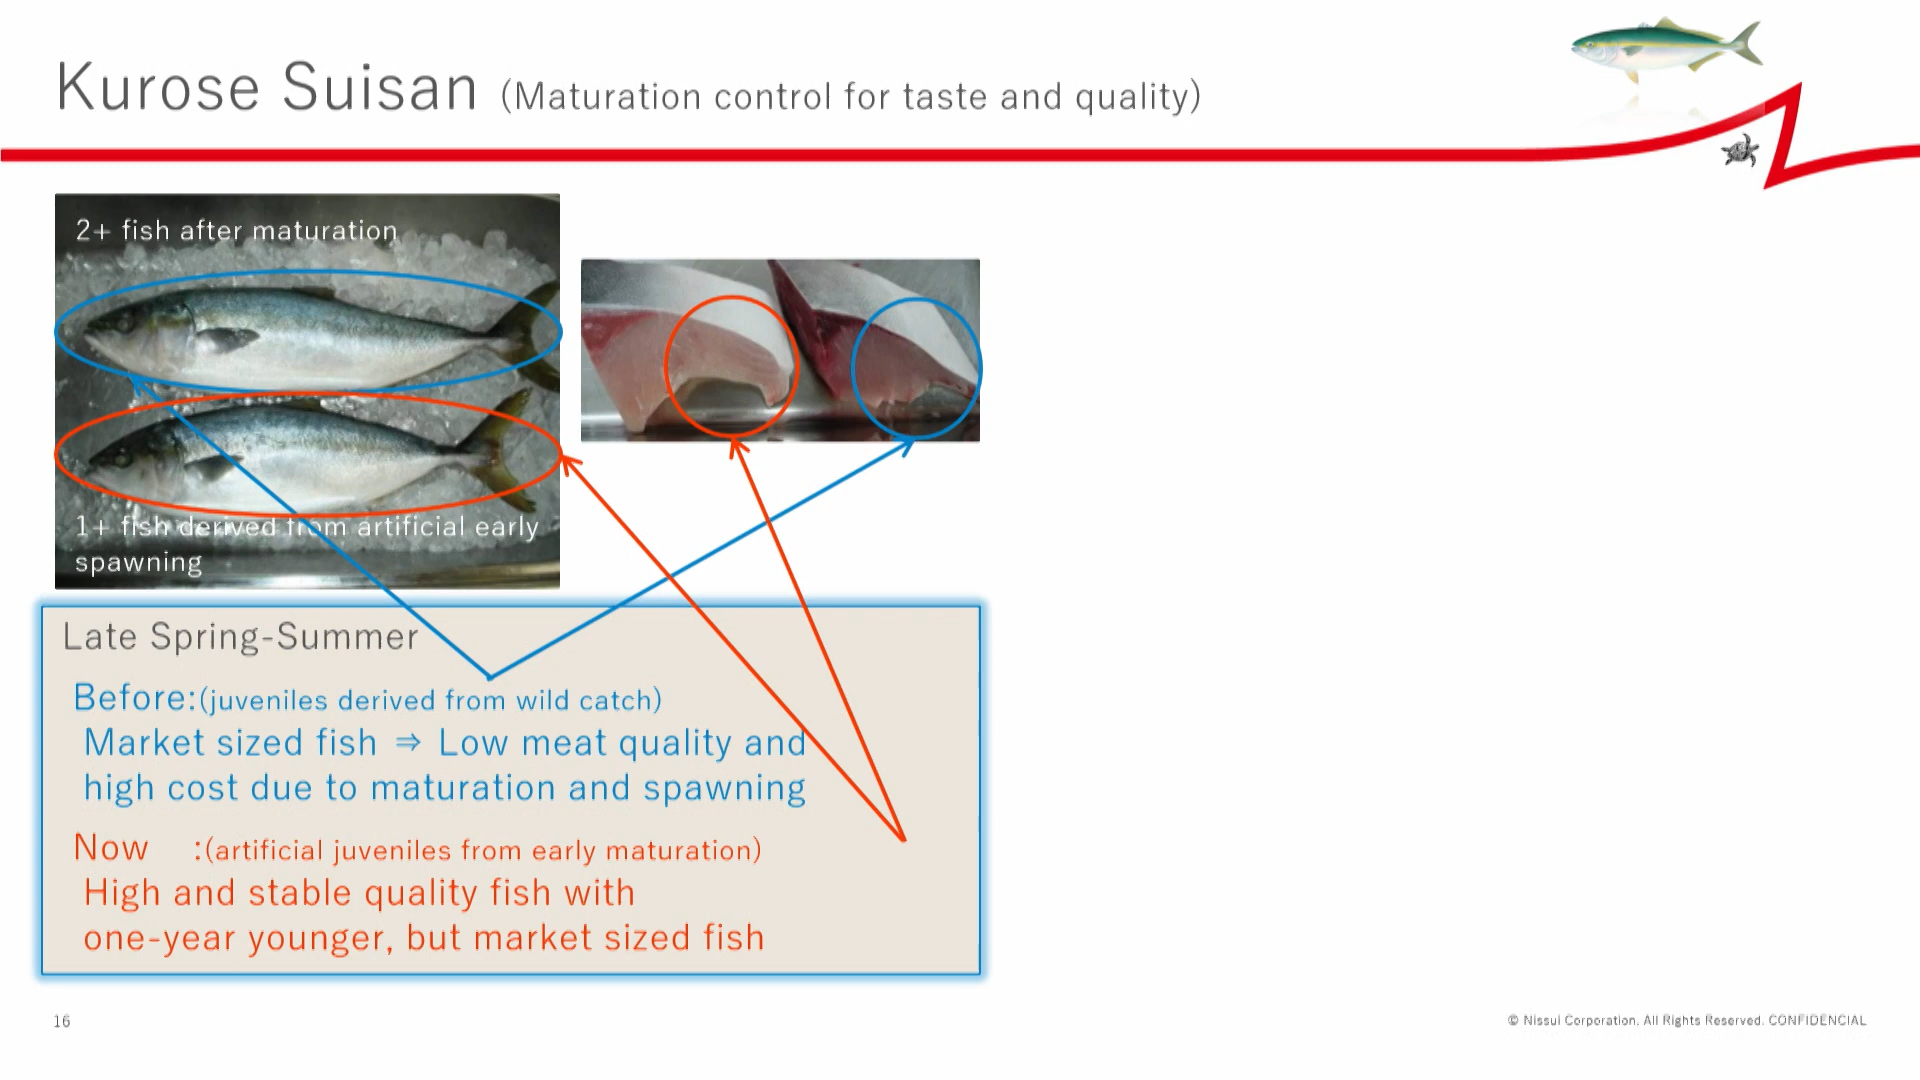 Kurose Suisan (Maturation control for taste and quality)
2+ fish after maturation
1+ fish derived from artificial early
spawning
Late Spring-Summer
Before:(juveniles derived from wild catch)
Market sized fish ⇒ Low meat quality and
high cost due to maturation and spawning
Now :(artificial juveniles from early maturation)
High and stable quality fish with
one-year younger, but market sized fish
16
© Nissui Corporation. All Rights Reserved. CONFIDENCIAL